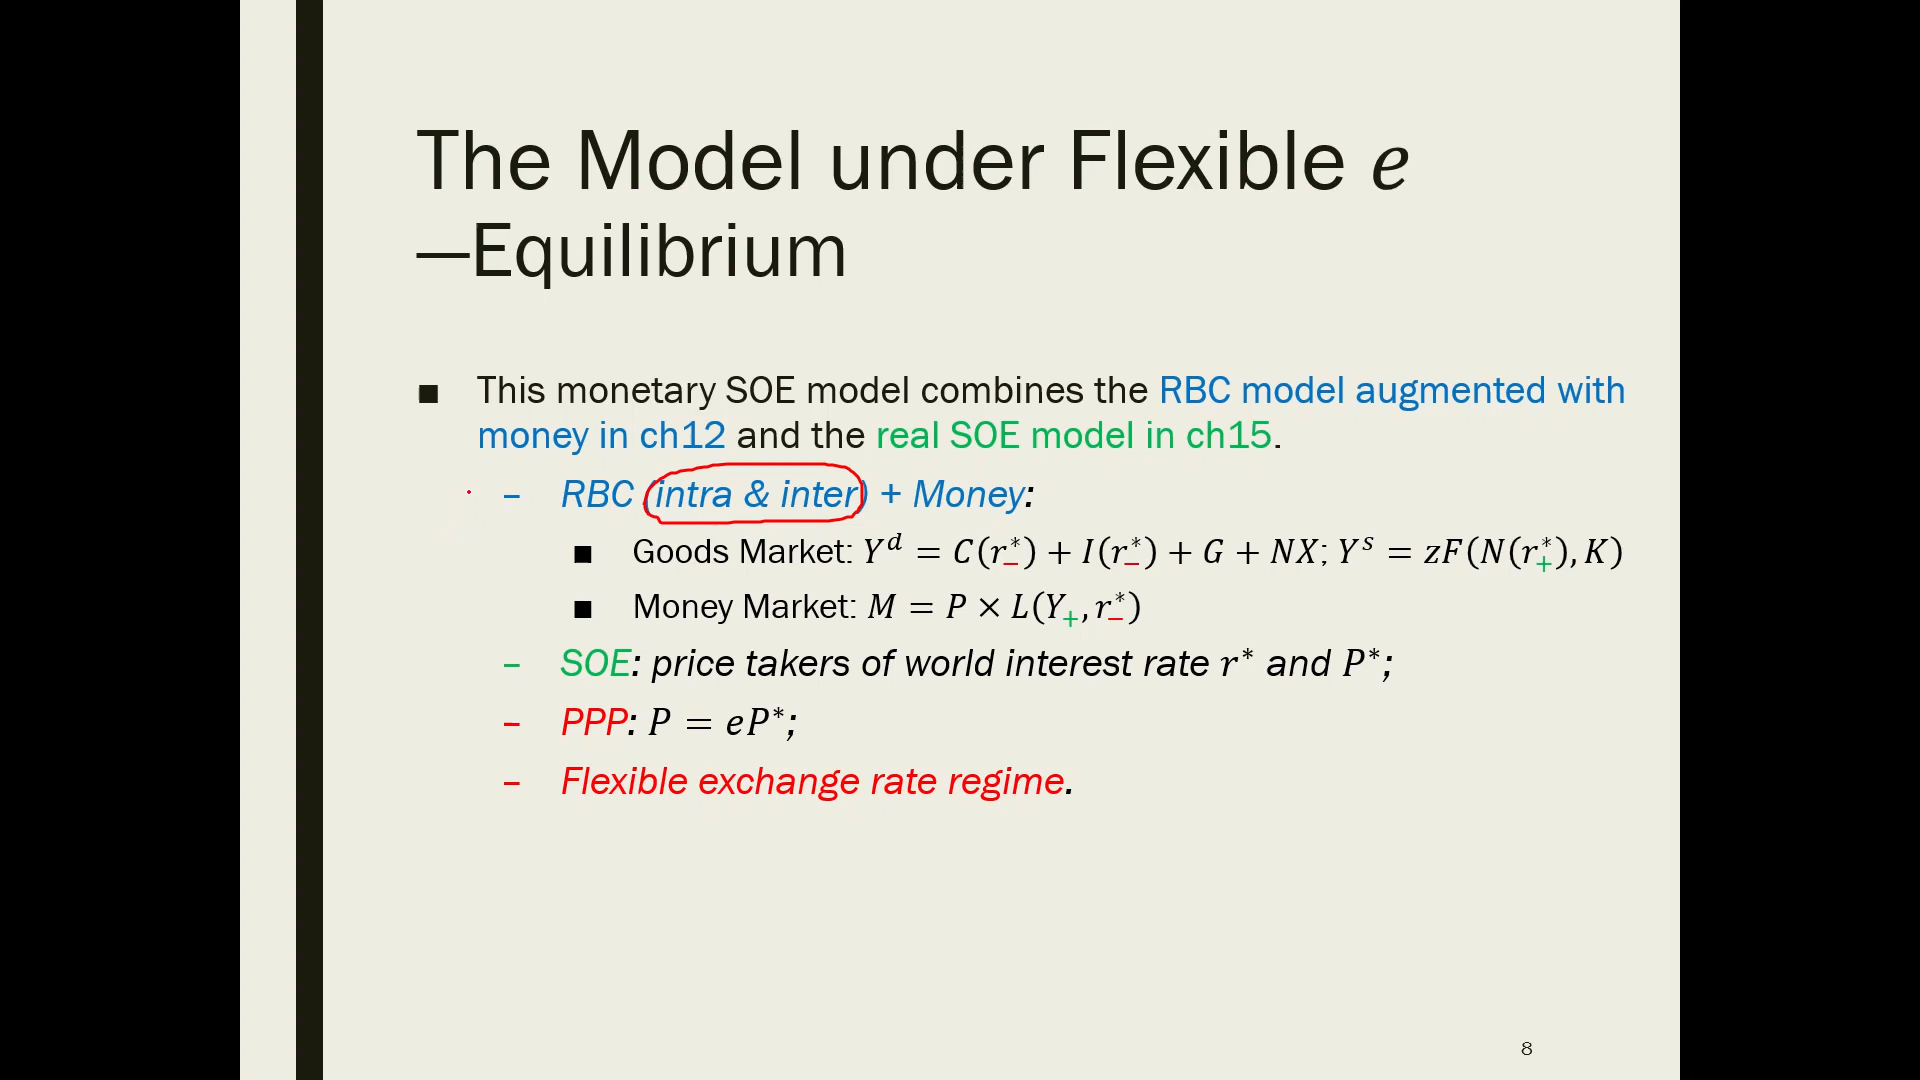 The Model under Flexible 𝑒
—Equilibrium
■ This monetary SOE model combines the RBC model augmented with
money in ch12 and the real SOE model in ch15.
– RBC (intra & inter) + Money:
■ Goods Market: Y^d = C(r^*_−) + I(r^*_−) + G + NX; Y^s = zF(N(r^*_+), K)
■ Money Market: M = P × L(Y_+, r^*_−)
– SOE: price takers of world interest rate r^* and P^*;
– PPP: P = eP^*;
– Flexible exchange rate regime.
8